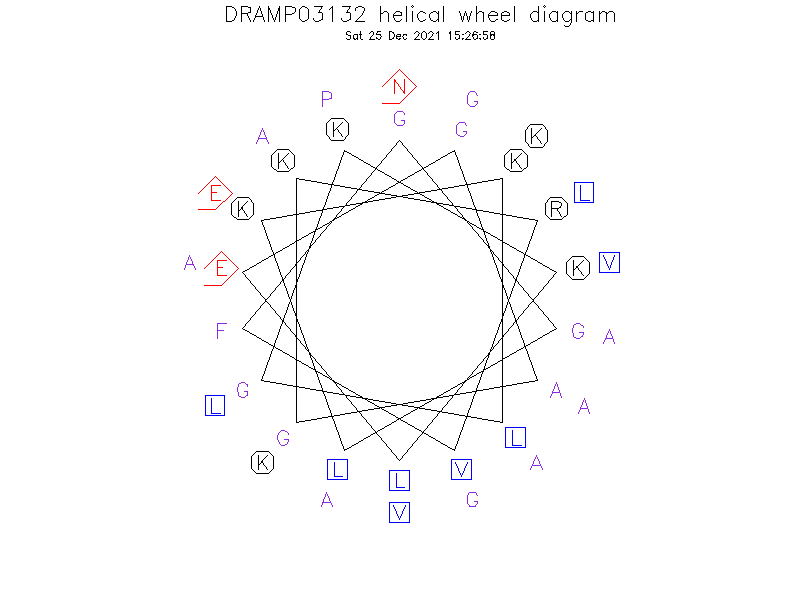 DRAMP03132 helical wheel diagram
Sat 25 Dec 2021 15:26:58
N
P G
G
K G
A K
K K
E L
K R
A V
E K
F G A
G A
L A
G L
K A
L V
L
A G
V